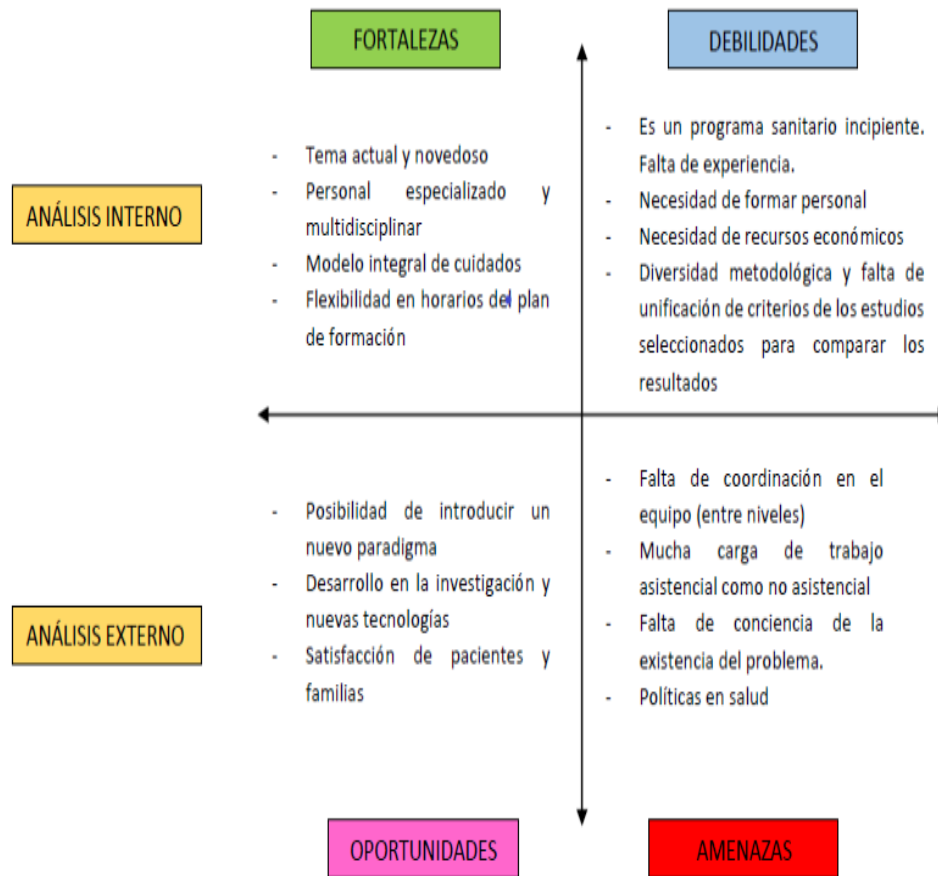 FORTALEZAS
DEBILIDADES
ANÁLISIS INTERNO
- Tema actual y novedoso
- Personal especializado y
multidisciplinar
- Modelo integral de cuidados
- Flexibilidad en horarios del plan
de formación
- Es un programa sanitario incipiente.
Falta de experiencia.
- Necesidad de formar personal
- Necesidad de recursos económicos
- Diversidad metodológica y falta de
unificación de criterios de los estudios
seleccionados para comparar los
resultados
ANÁLISIS EXTERNO
- Posibilidad de introducir un
nuevo paradigma
- Desarrollo en la investigación y
nuevas tecnologías
- Satisfacción de pacientes y
familias
- Falta de coordinación en el
equipo (entre niveles)
- Mucha carga de trabajo
asistencial como no asistencial
- Falta de conciencia de la
existencia del problema.
- Políticas en salud
OPORTUNIDADES
AMENAZAS